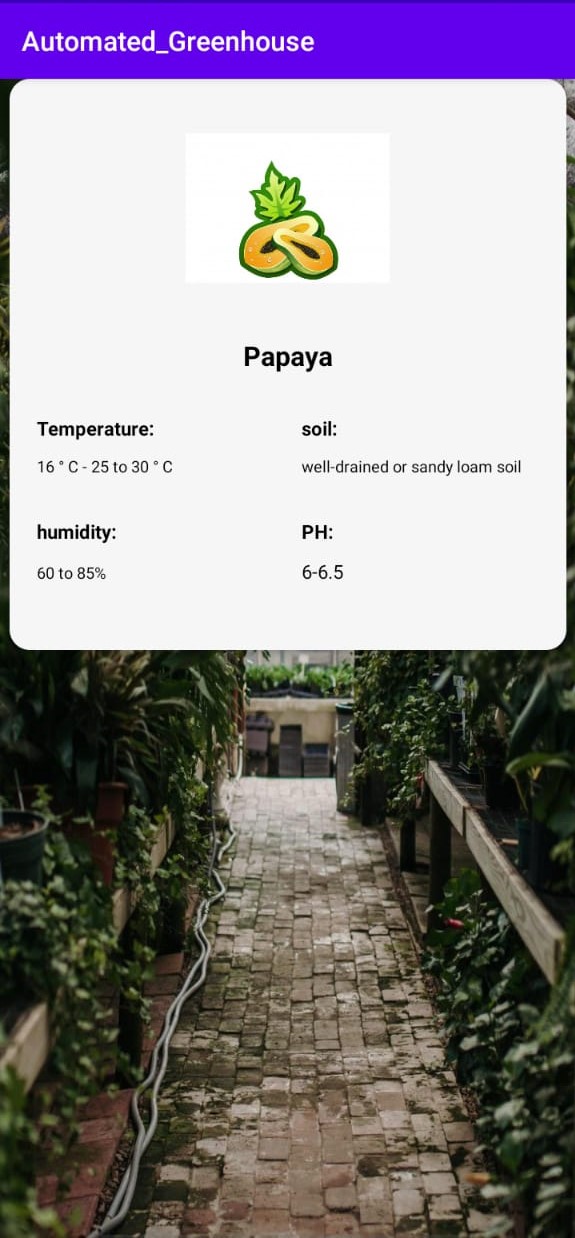 Automated_Greenhouse
Papaya
Temperature:
16 ° C - 25 to 30 ° C
soil:
well-drained or sandy loam soil
humidity:
60 to 85%
PH:
6-6.5